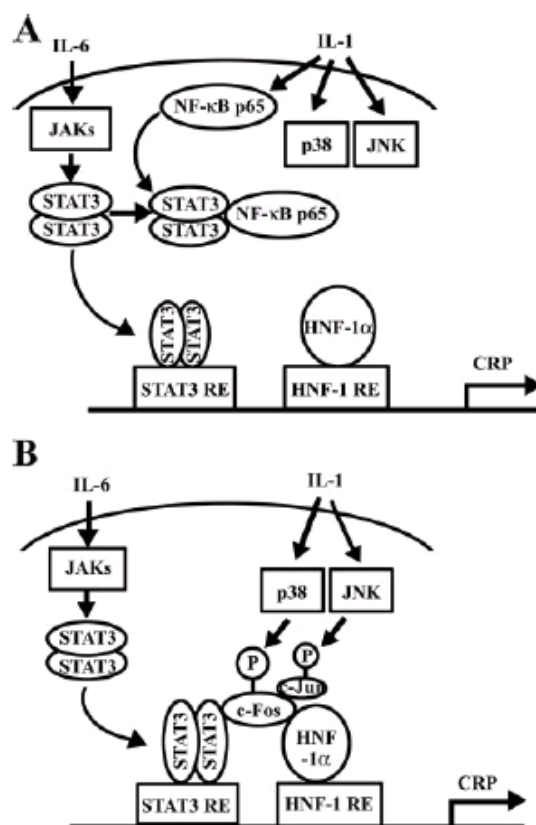 A
IL-6
IL-1
NF-κB p65
JAKs
p38
JNK
STAT3
STAT3
STAT3
STAT3
NF-κB p65
STAT3
STAT3
HNF-1α
CRP
STAT3 RE
HNF-1 RE
B
IL-6
IL-1
JAKs
p38
JNK
STAT3
STAT3
P
P
c-Jun
c-Fos
STAT3
STAT3
HNF
-1α
CRP
STAT3 RE
HNF-1 RE